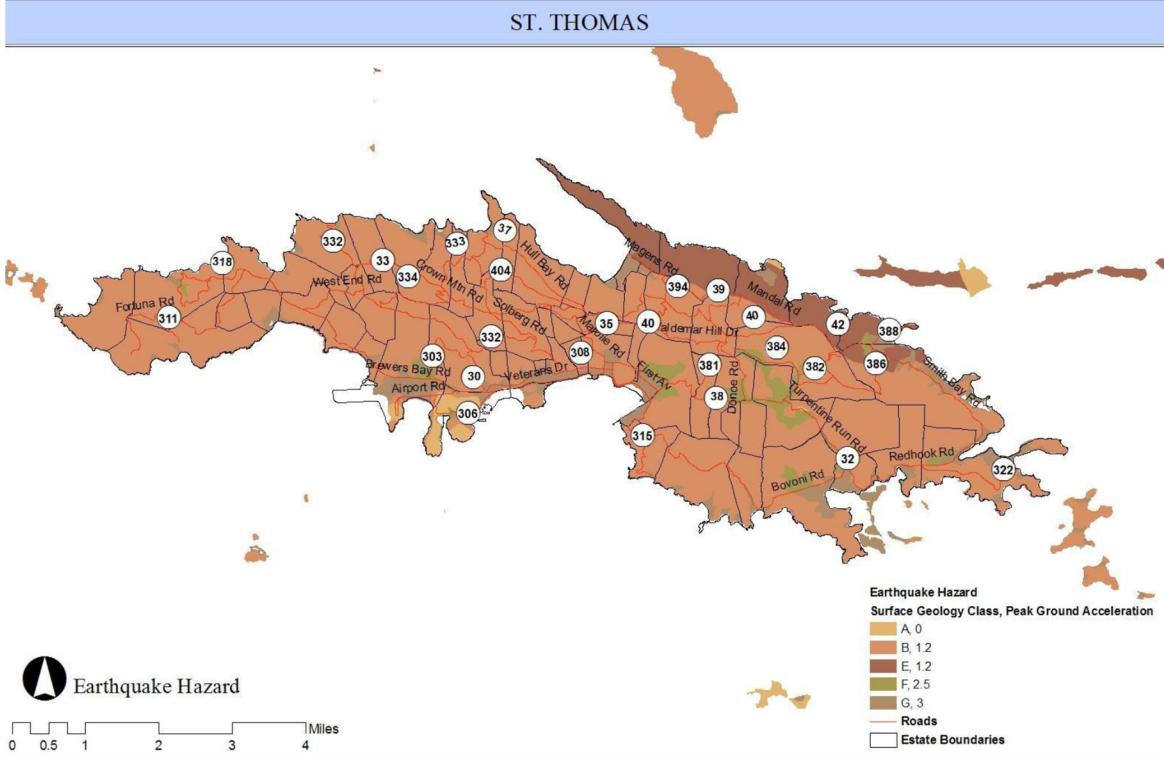 ST. THOMAS
37
332
333
Hull Bay Rd
Magens Rd
318
33
334
Crown Mtn Rd
404
394
39
Mandal Rd
West End Rd
Fortuna Rd
311
Solberg Rd
35
40
aldemar Hill Dr
40
42
388
332
Mafolie Rd
384
303
308
381
382
386
Smith Bay Rd
Brewers Bay Rd
30
Veterans Dr
First Av
Donoe Rd
Airport Rd
306
38
Turpentine Run Rd
315
32
Redhook Rd
322
Bovoni Rd
Earthquake Hazard
Surface Geology Class, Peak Ground Acceleration
A, 0
B, 1.2
E, 1.2
F, 2.5
G, 3
Roads
Estate Boundaries
Earthquake Hazard
Miles
0 0.5 1 2 3 4